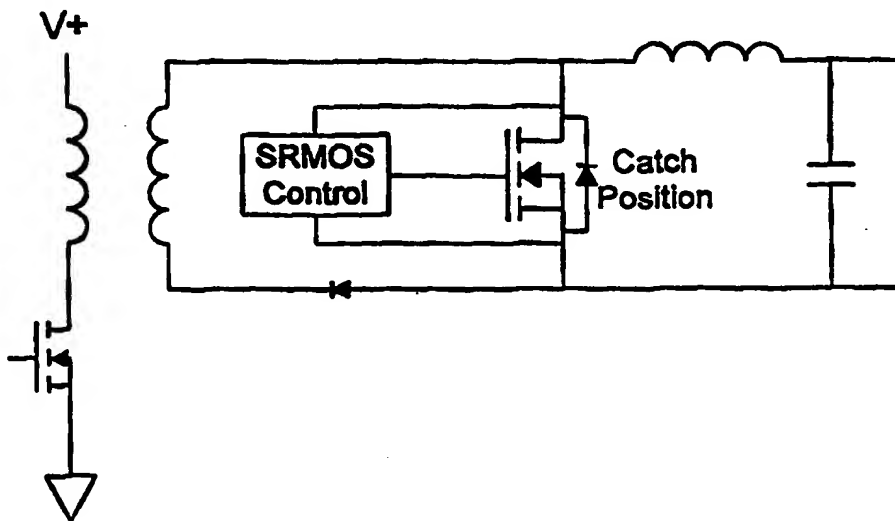 V+
SRMOS
Control
Catch
Position